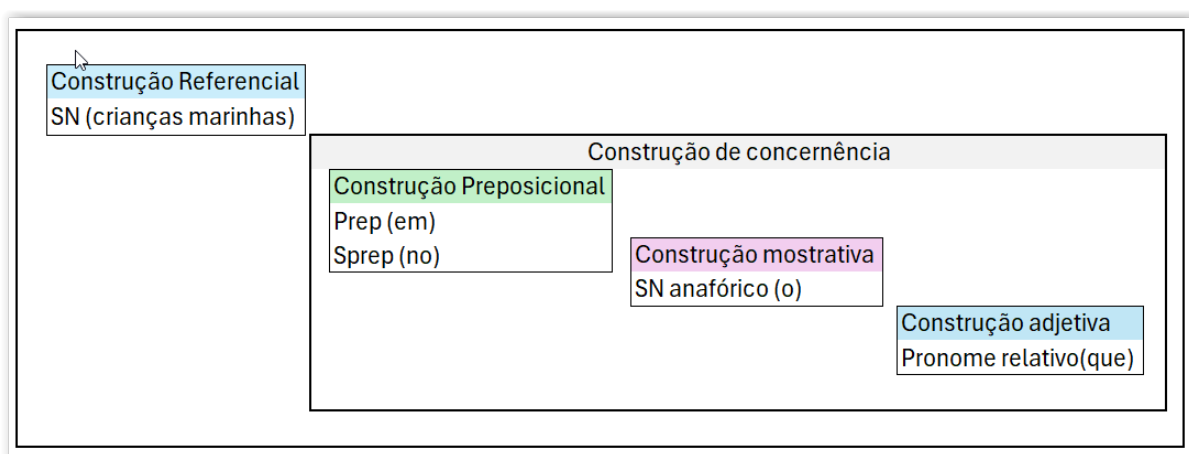 Construção Referencial
SN (crianças marinhas)
Construção de concernência
Construção Preposicional
Prep (em)
Sprep (no)
Construção mostrativa
SN anafórico (o)
Construção adjetiva
Pronome relativo(que)